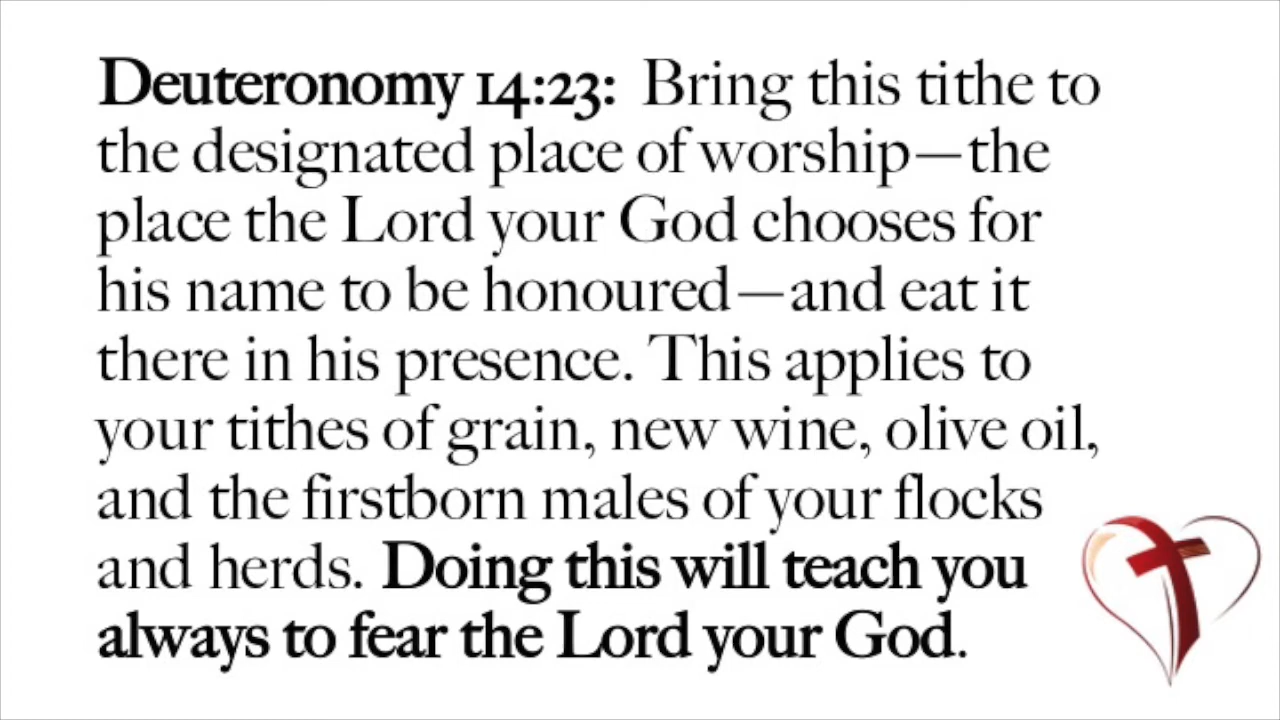 Deuteronomy 14:23: Bring this tithe to
the designated place of worship—the
place the Lord your God chooses for
his name to be honoured—and eat it
there in his presence. This applies to
your tithes of grain, new wine, olive oil,
and the firstborn males of your flocks
and herds. Doing this will teach you
always to fear the Lord your God.